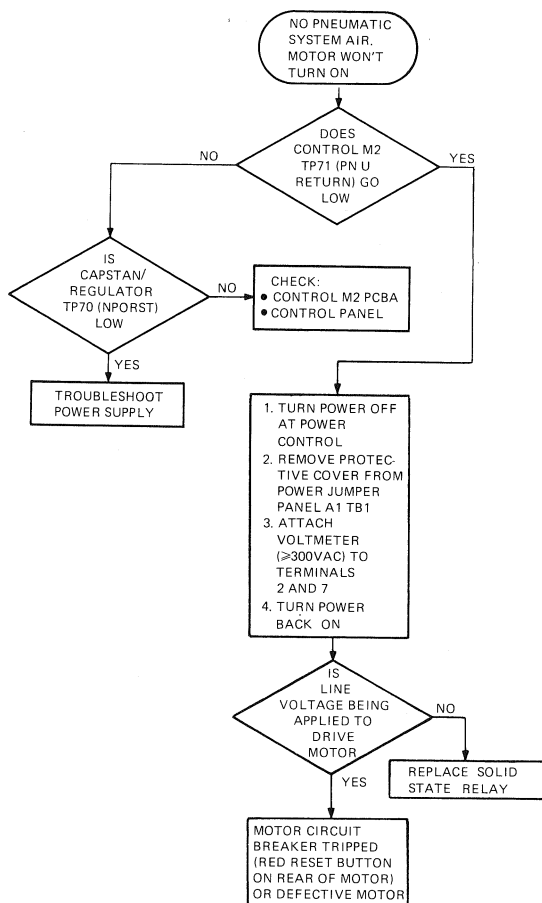 NO PNEUMATIC
SYSTEM AIR.
MOTOR WON'T
TURN ON
DOES
CONTROL M2
TP71 (PN U
RETURN) GO
LOW
NO
YES
IS
CAPSTAN/
REGULATOR
TP70 (NPORST)
LOW
NO
CHECK:
● CONTROL M2 PCBA
● CONTROL PANEL
YES
TROUBLESHOOT
POWER SUPPLY
1. TURN POWER OFF
AT POWER
CONTROL
2. REMOVE PROTEC-
TIVE COVER FROM
POWER JUMPER
PANEL A1 TB1
3. ATTACH
VOLTMETER
(⩾300VAC) TO
TERMINALS
2 AND 7
4. TURN POWER
BACK ON
IS
LINE
VOLTAGE BEING
APPLIED TO
DRIVE
MOTOR
NO
REPLACE SOLID
STATE RELAY
YES
MOTOR CIRCUIT
BREAKER TRIPPED
(RED RESET BUTTON
ON REAR OF MOTOR)
OR DEFECTIVE MOTOR